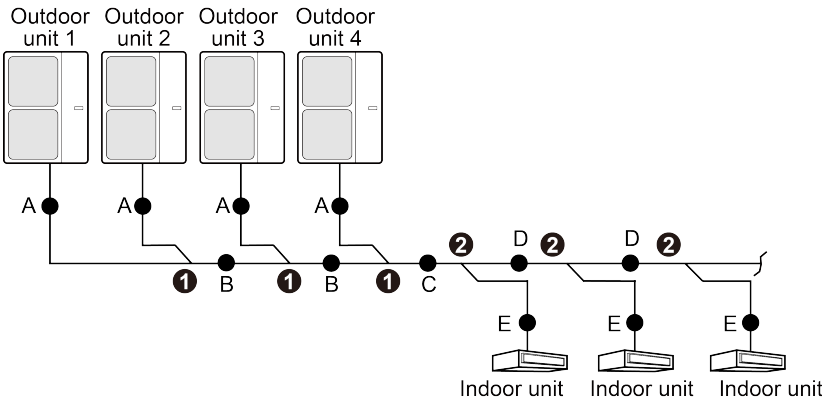 Outdoor unit 1
Outdoor unit 2
Outdoor unit 3
Outdoor unit 4
A
A
A
A
1
B
1
B
1
C
2
D
2
D
2
E
E
E
Indoor unit
Indoor unit
Indoor unit